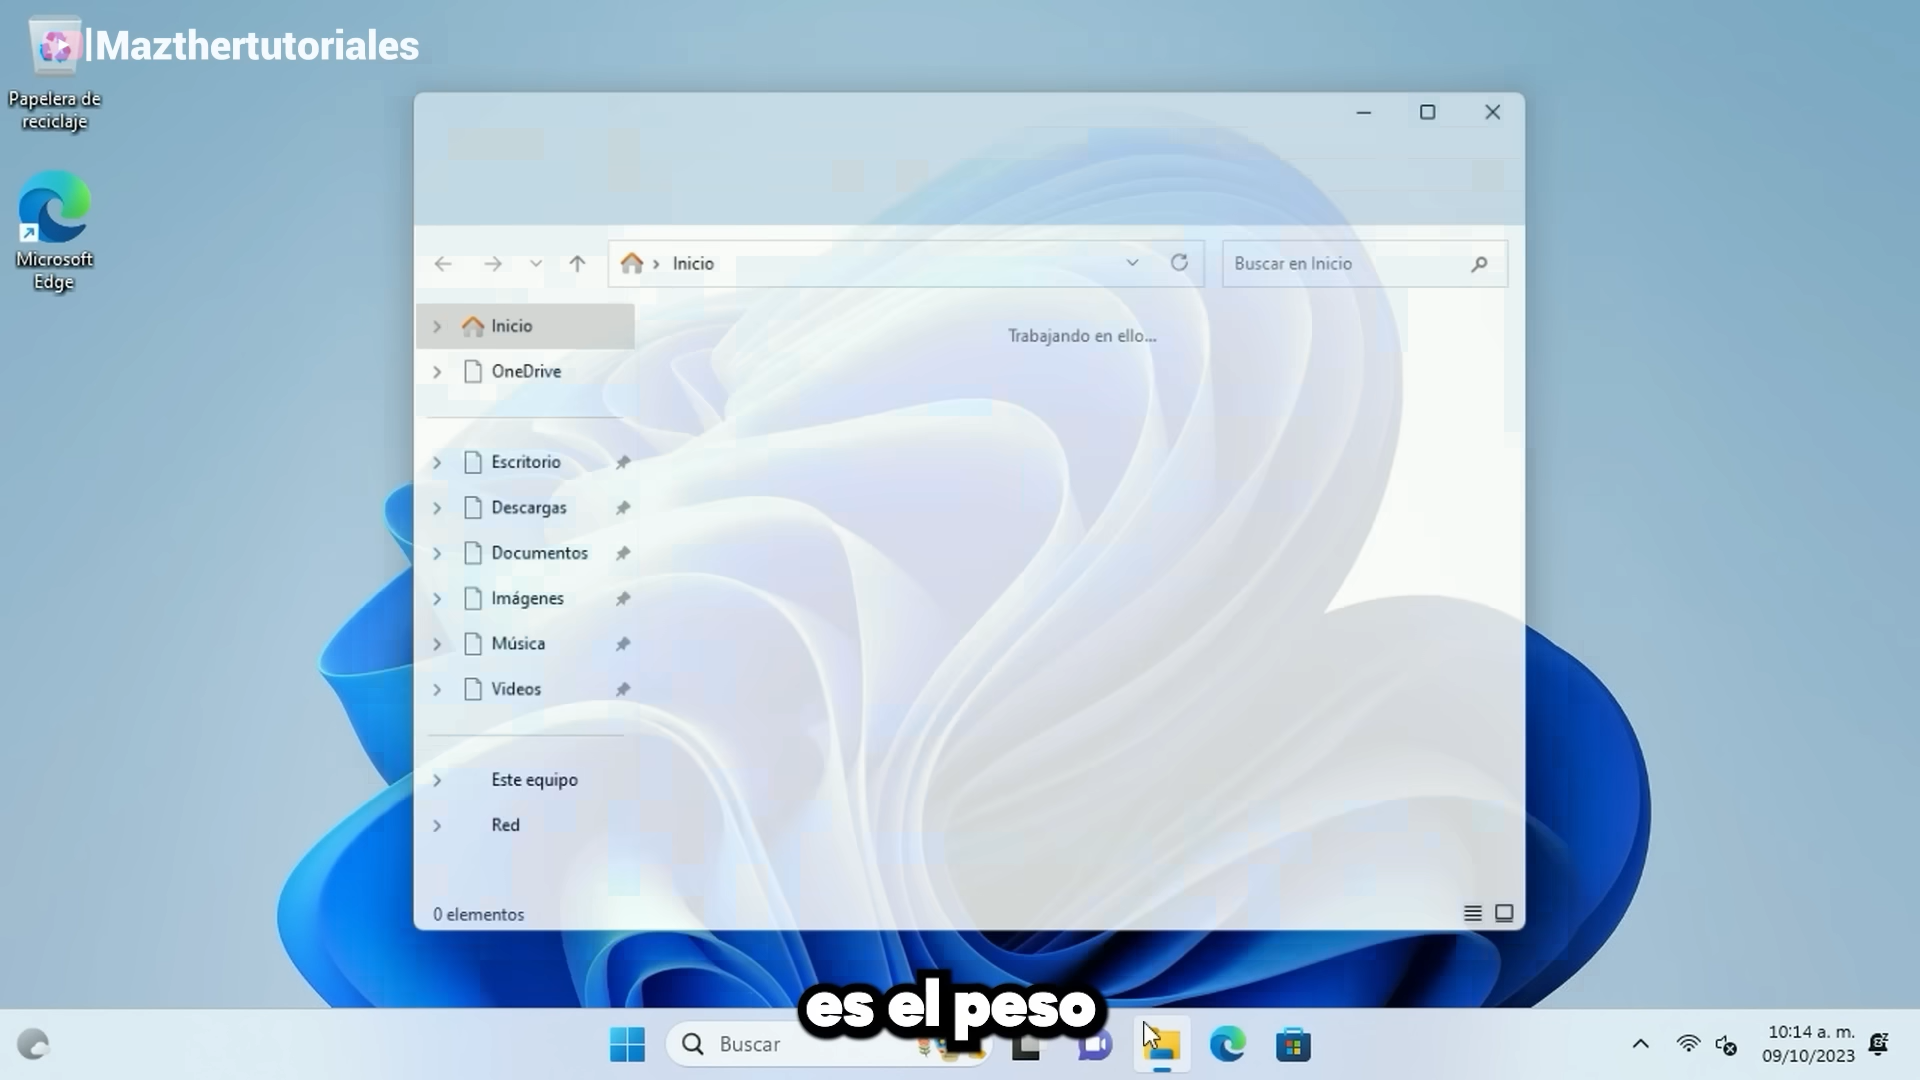 |Mazthertutoriales
Papelera de
reciclaje
Microsoft
Edge
Inicio
Buscar en Inicio
Inicio
Trabajando en ello...
OneDrive
Escritorio
Descargas
Documentos
Imágenes
Música
Videos
Este equipo
Red
0 elementos
es el peso
Buscar
10:14 a. m.
09/10/2023